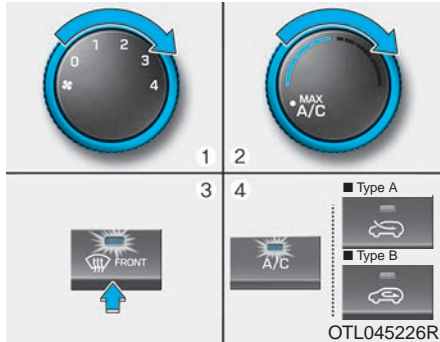 0 1 2 3 4
MAX
A/C
1 2
3 4
FRONT
A/C
■ Type A
■ Type B
OTL045226R